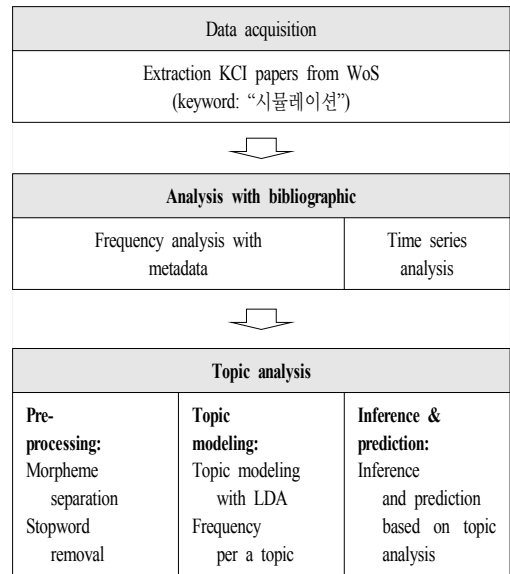 Data acquisition
Extraction KCI papers from WoS
(keyword: “시뮬레이션”)
Analysis with bibliographic
Frequency analysis with
metadata
Time series
analysis
Topic analysis
Pre-
processing:
Morpheme
separation
Stopword
removal
Topic
modeling:
Topic modeling
with LDA
Frequency
per a topic
Inference &
prediction:
Inference
and prediction
based on topic
analysis